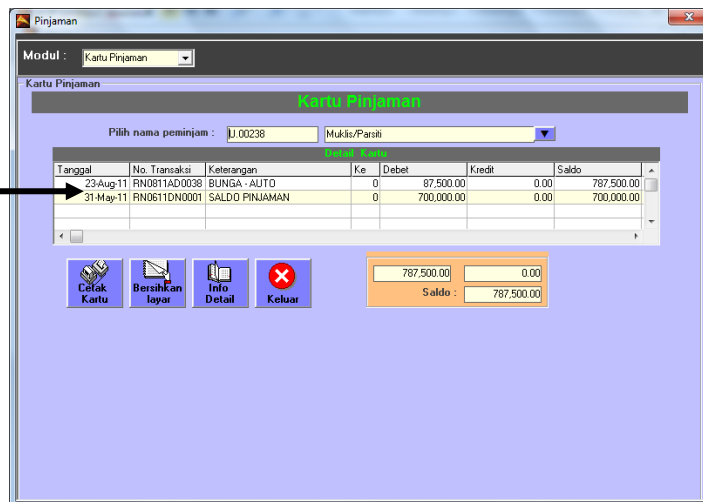 Pinjaman
Modul : Kartu Pinjaman
Kartu Pinjaman
Kartu Pinjaman
Pilih nama peminjam : U.00238 Muklis/Parsiti
Detail Kartu
Tanggal No. Transaksi Keterangan Ke Debet Kredit Saldo
23-Aug-11 RN0811AD0038 BUNGA - AUTO 0 87,500.00 0.00 787,500.00
31-May-11 RN0611DN0001 SALDO PINJAMAN 0 700,000.00 0.00 700,000.00
Cetak Kartu
Bersihkan layar
Info Detail
Keluar
787,500.00 0.00
Saldo : 787,500.00